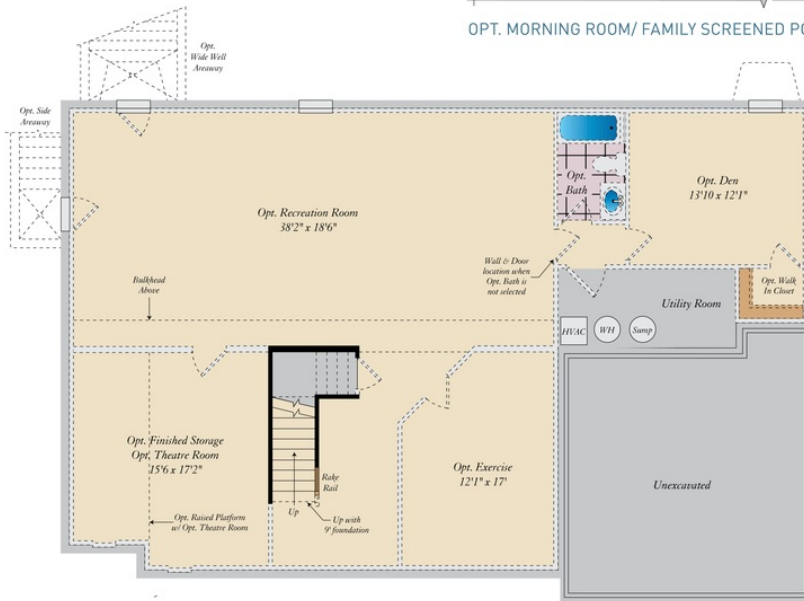 OPT. MORNING ROOM/ FAMILY SCREENED PO
Opt.
Wide Well
Areaway
Opt. Side
Areaway
Opt. Recreation Room
38'2" x 18'6"
Opt.
Bath
Opt. Den
13'10 x 12'1"
Wall & Door
location when
Opt. Bath is
not selected
Opt. Walk
In Closet
Bulkhead
Above
Utility Room
HVAC
WH
Sump
Opt. Finished Storage
Opt. Theatre Room
15'6 x 17'2"
Opt. Exercise
12'1" x 17'
Unexcavated
Rake
Rail
Up
Up with
9' foundation
Opt. Raised Platform
w/ Opt. Theatre Room